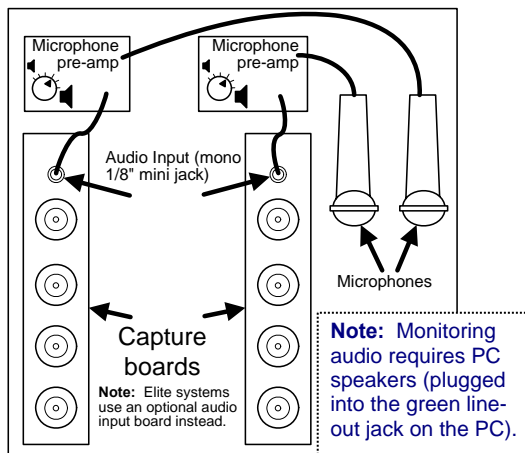 Microphone
pre-amp
Microphone
pre-amp
Audio Input (mono
1/8" mini jack)
Microphones
Capture
boards
Note: Elite systems
use an optional audio
input board instead.
Note: Monitoring
audio requires PC
speakers (plugged
into the green line-
out jack on the PC).